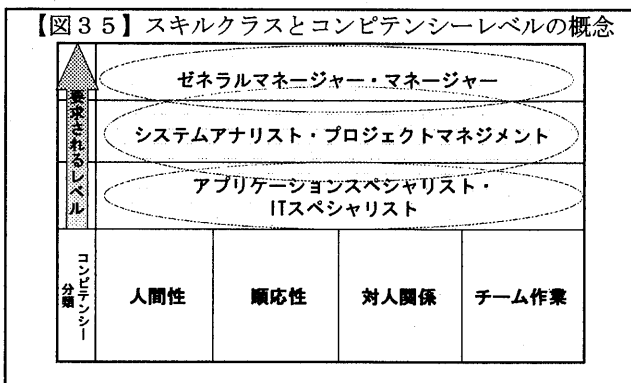 【図35】スキルクラスとコンピテンシーレベルの概念
ゼネラルマネージャー・マネージャー
要求されるレベル
システムアナリスト・プロジェクトマネジメント
アプリケーションスペシャリスト・
ITスペシャリスト
コンピテンシー
分類
人間性
順応性
対人関係
チーム作業